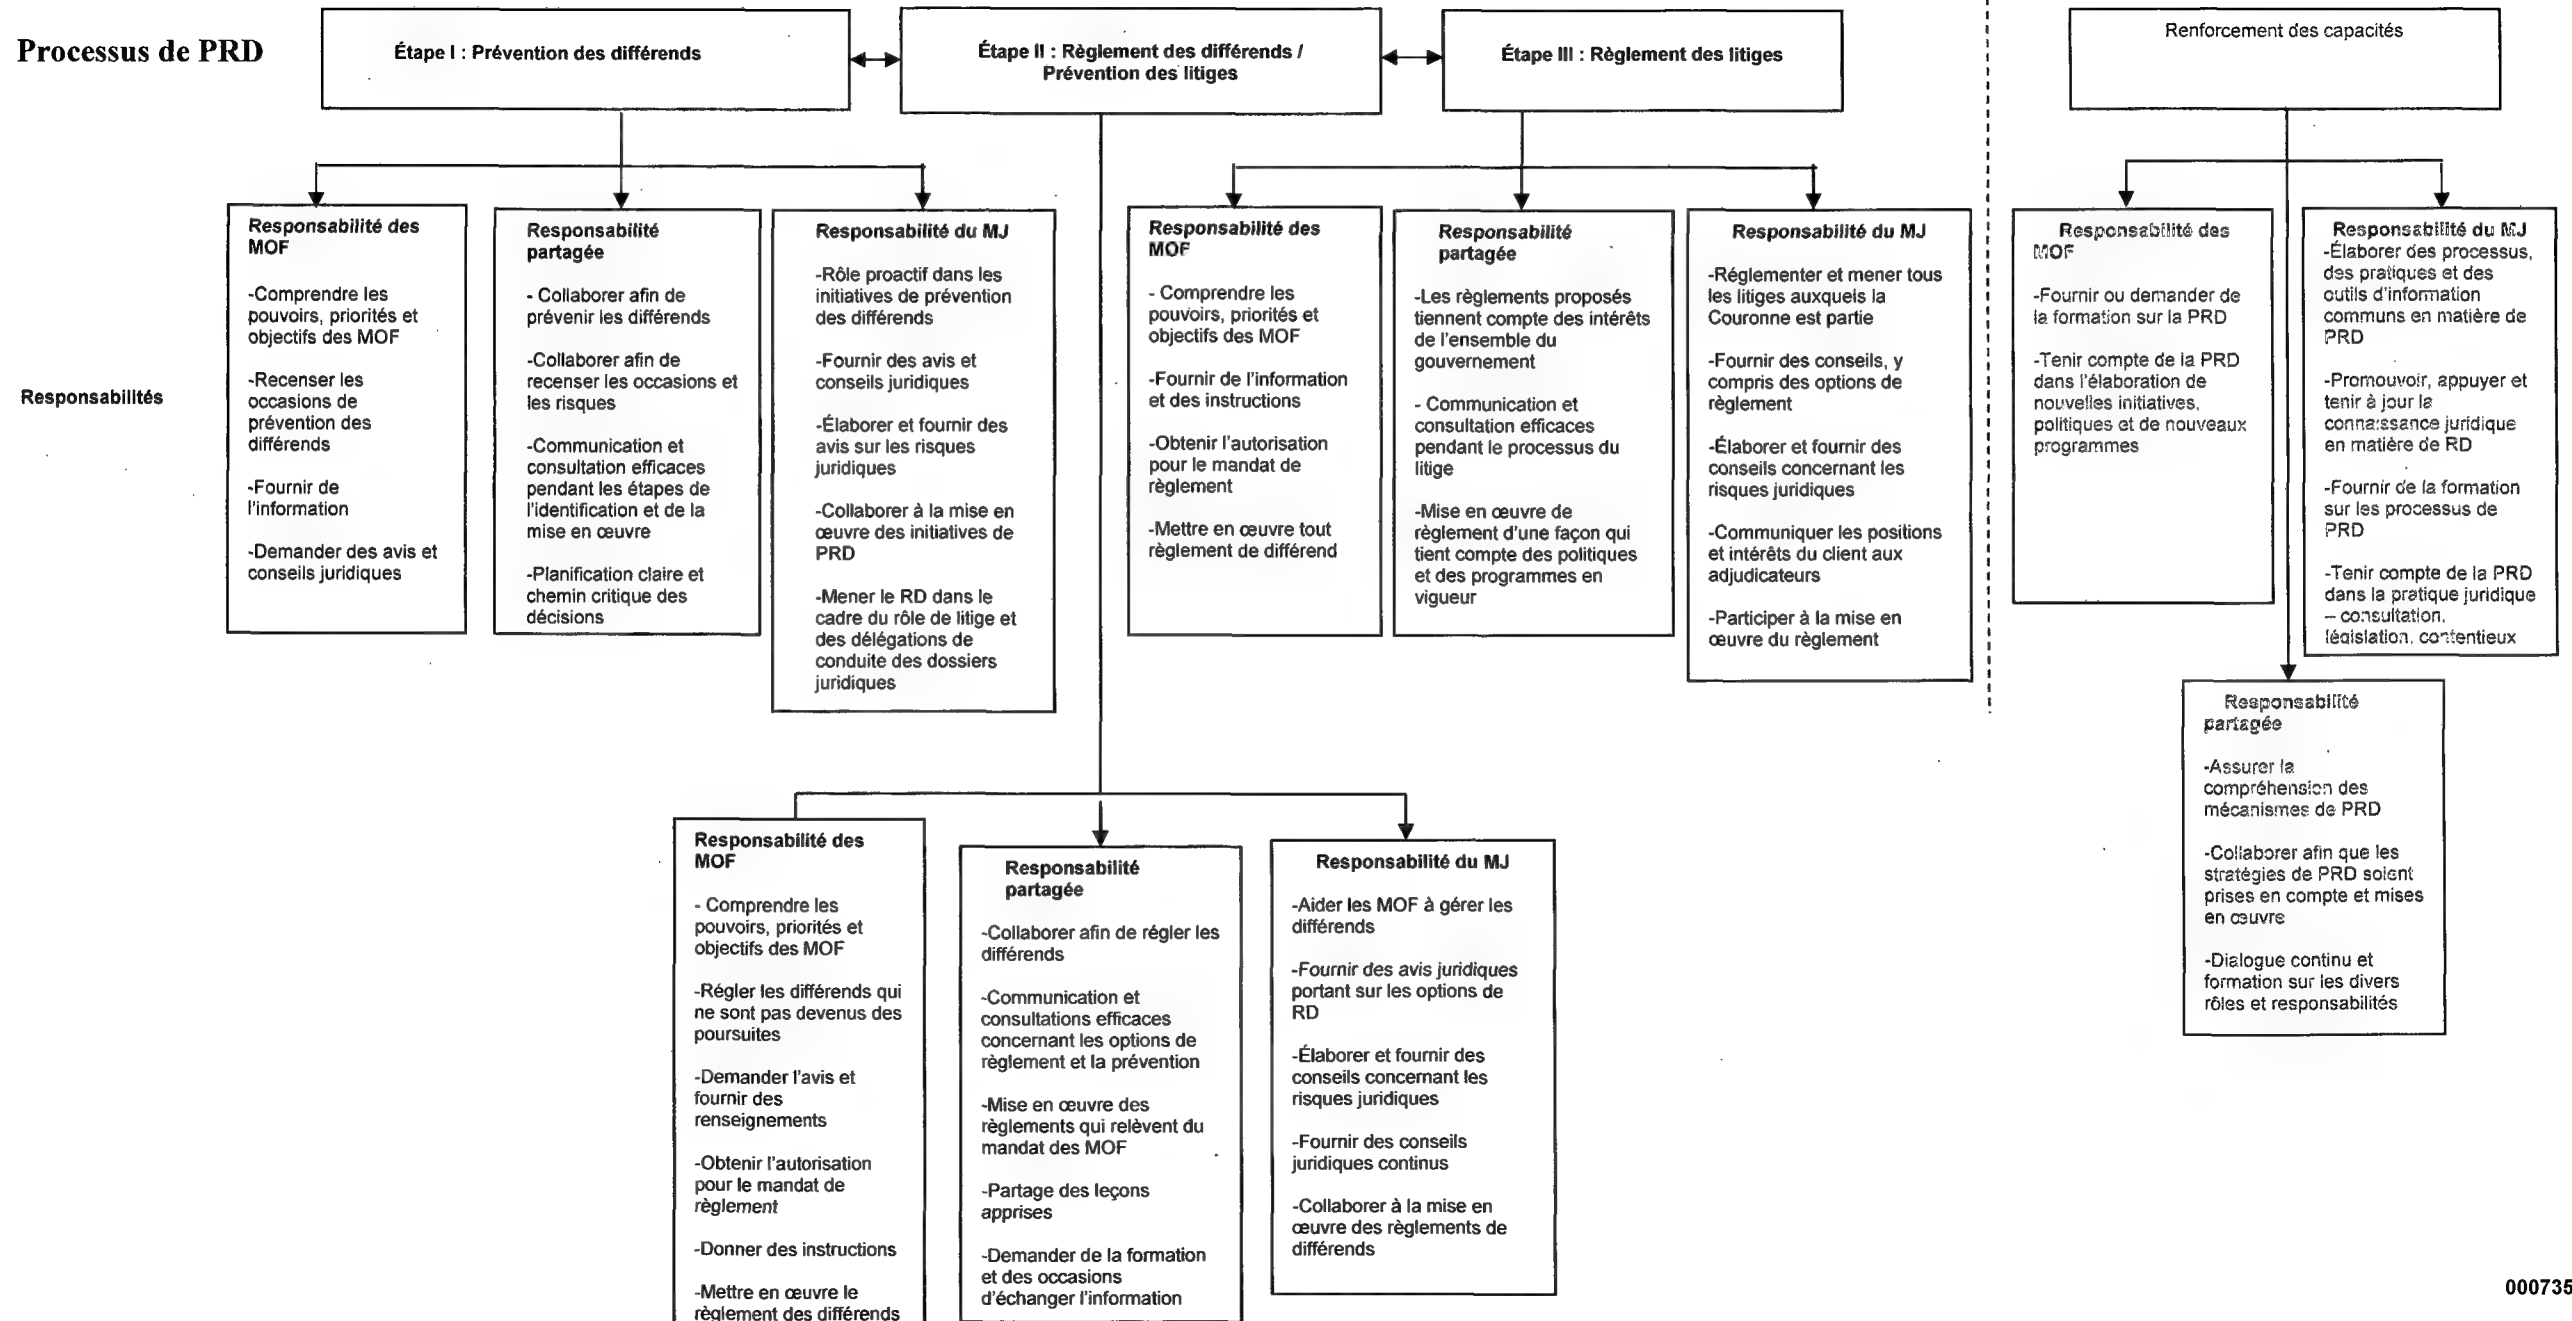 Processus de PRD
Étape I : Prévention des différends
Étape II : Règlement des différends /
Prévention des litiges
Étape III : Règlement des litiges
Renforcement des capacités
Responsabilités
Responsabilité des
MOF
-Comprendre les
pouvoirs, priorités et
objectifs des MOF
-Recenser les
occasions de
prévention des
différends
-Fournir de
l'information
-Demander des avis et
conseils juridiques
Responsabilité
partagée
- Collaborer afin de
prévenir les différends
-Collaborer afin de
recenser les occasions et
les risques
-Communication et
consultation efficaces
pendant les étapes de
l'identification et de la
mise en œuvre
-Planification claire et
chemin critique des
décisions
Responsabilité du MJ
-Rôle proactif dans les
initiatives de prévention
des différends
-Fournir des avis et
conseils juridiques
-Élaborer et fournir des
avis sur les risques
juridiques
-Collaborer à la mise en
œuvre des initiatives de
PRD
-Mener le RD dans le
cadre du rôle de litige et
des délégations de
conduite des dossiers
juridiques
Responsabilité des
MOF
- Comprendre les
pouvoirs, priorités et
objectifs des MOF
-Fournir de l'information
et des instructions
-Obtenir l'autorisation
pour le mandat de
règlement
-Mettre en œuvre tout
règlement de différend
Responsabilité
partagée
-Les règlements proposés
tiennent compte des intérêts
de l'ensemble du
gouvernement
- Communication et
consultation efficaces
pendant le processus du
litige
-Mise en œuvre de
règlement d'une façon qui
tient compte des politiques
et des programmes en
vigueur
Responsabilité du MJ
-Réglementer et mener tous
les litiges auxquels la
Couronne est partie
-Fournir des conseils, y
compris des options de
règlement
-Élaborer et fournir des
conseils concernant les
risques juridiques
-Communiquer les positions
et intérêts du client aux
adjudicateurs
-Participer à la mise en
œuvre du règlement
Responsabilité des
MOF
-Fournir ou demander de
la formation sur la PRD
-Tenir compte de la PRD
dans l'élaboration de
nouvelles initiatives,
politiques et de nouveaux
programmes
Responsabilité du MJ
-Élaborer des processus,
des pratiques et des
outils d'information
communs en matière de
PRD
-Promouvoir, appuyer et
tenir à jour la
connaissance juridique
en matière de RD
-Fournir de la formation
sur les processus de
PRD
-Tenir compte de la PRD
dans la pratique juridique
– consultation,
législation, contentieux
Responsabilité
partagée
-Assurer la
compréhension des
mécanismes de PRD
-Collaborer afin que les
stratégies de PRD soient
prises en compte et mises
en œuvre
-Dialogue continu et
formation sur les divers
rôles et responsabilités
Responsabilité des
MOF
- Comprendre les
pouvoirs, priorités et
objectifs des MOF
-Régler les différends qui
ne sont pas devenus des
poursuites
-Demander l'avis et
fournir des
renseignements
-Obtenir l'autorisation
pour le mandat de
règlement
-Donner des instructions
-Mettre en œuvre le
règlement des différends
Responsabilité
partagée
-Collaborer afin de régler les
différends
-Communication et
consultations efficaces
concernant les options de
règlement et la prévention
-Mise en œuvre des
règlements qui relèvent du
mandat des MOF
-Partage des leçons
apprises
-Demander de la formation
et des occasions
d'échanger l'information
Responsabilité du MJ
-Aider les MOF à gérer les
différends
-Fournir des avis juridiques
portant sur les options de
RD
-Élaborer et fournir des
conseils concernant les
risques juridiques
-Fournir des conseils
juridiques continus
-Collaborer à la mise en
œuvre des règlements de
différends
000735